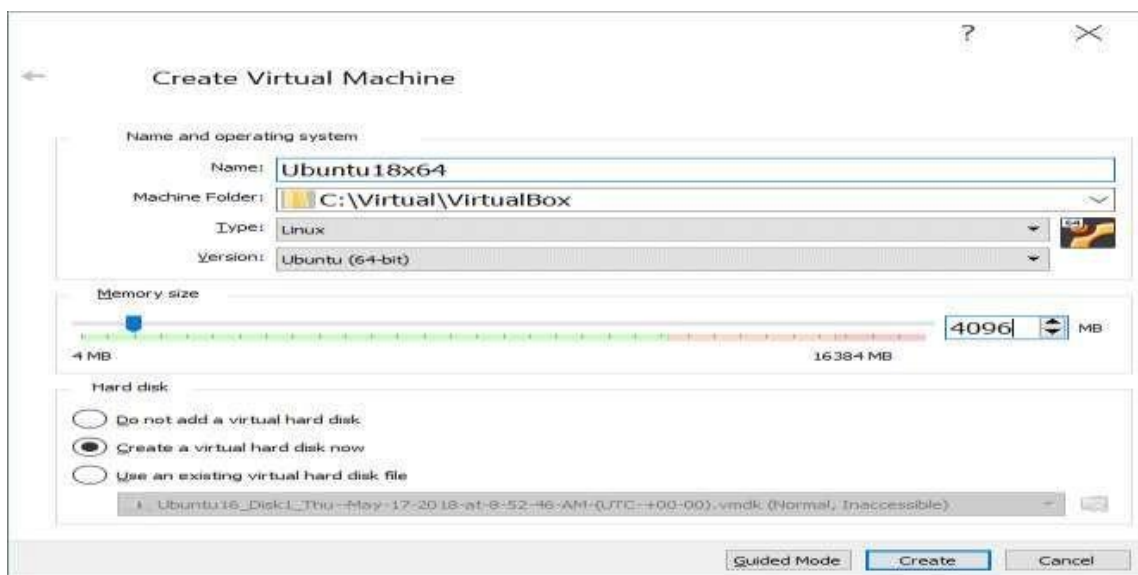 ?
Create Virtual Machine
Name and operating system
Name: Ubuntu18x64
Machine Folder: C:\Virtual\VirtualBox
Type: Linux
64
Version: Ubuntu (64-bit)
Memory size
4096 MB
4 MB 16384 MB
Hard disk
Do not add a virtual hard disk
Create a virtual hard disk now
Use an existing virtual hard disk file
Ubuntu16_Disk1_Thu--May-17-2018-at-8-52-46-AM-(UTC-+00-00).vmdk (Normal, Inaccessible)
Guided Mode Create Cancel